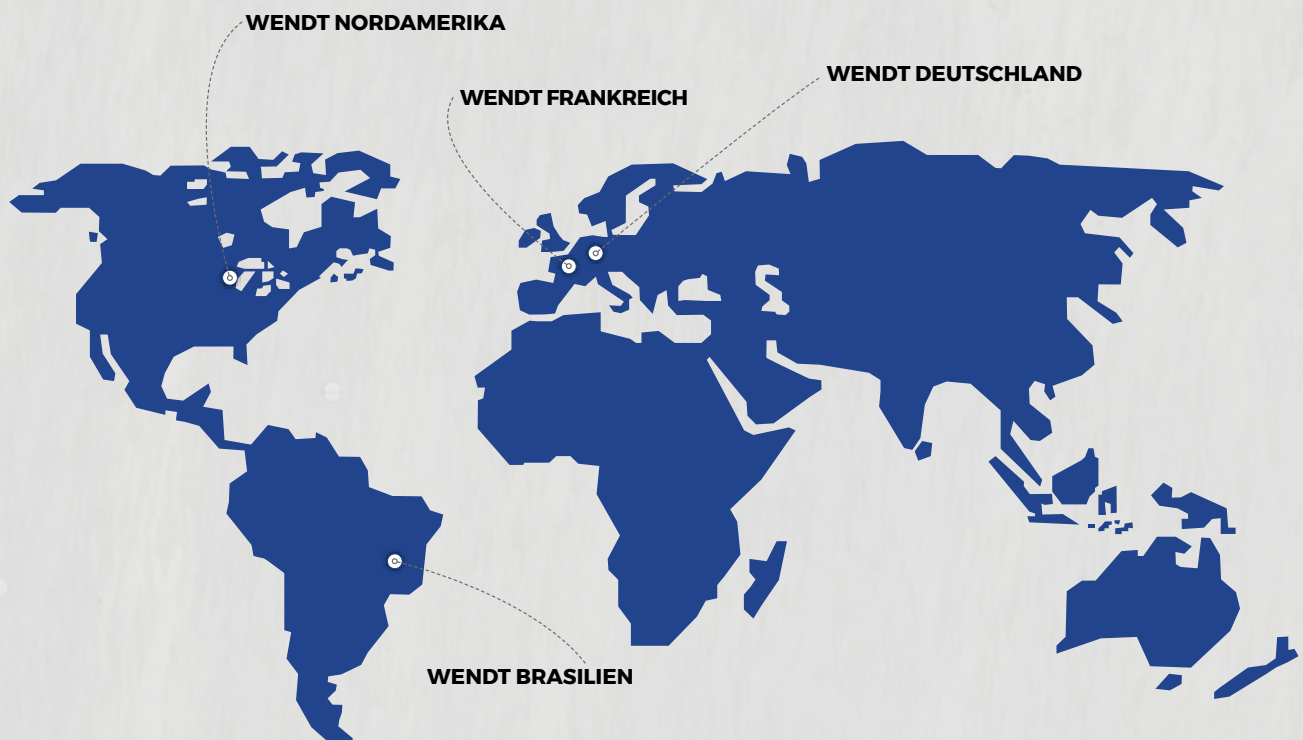 WENDT NORDAMERIKA
WENDT DEUTSCHLAND
WENDT FRANKREICH
WENDT BRASILIEN